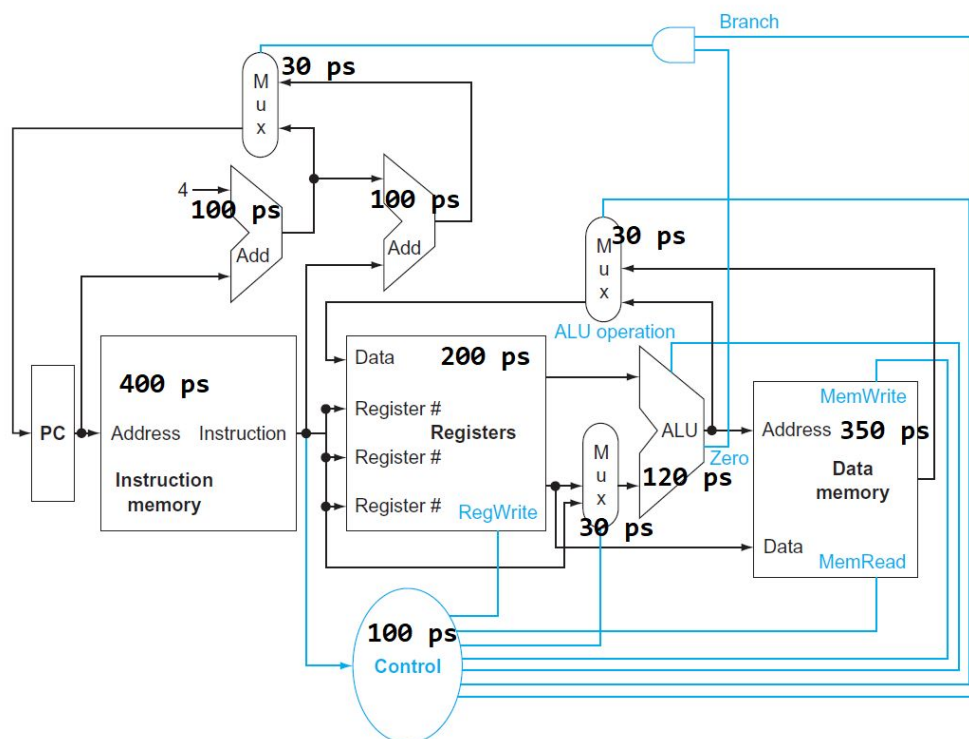 Branch
30 ps
M
u
x
4
100 ps
100 ps
Add
Add
30 ps
M
u
x
ALU operation
Data
200 ps
400 ps
MemWrite
PC
Address
Instruction
Register #
Registers
ALU
Address
350 ps
Instruction
memory
Register #
M
u
x
Zero
120 ps
Data
memory
Register #
RegWrite
30 ps
Data
MemRead
100 ps
Control